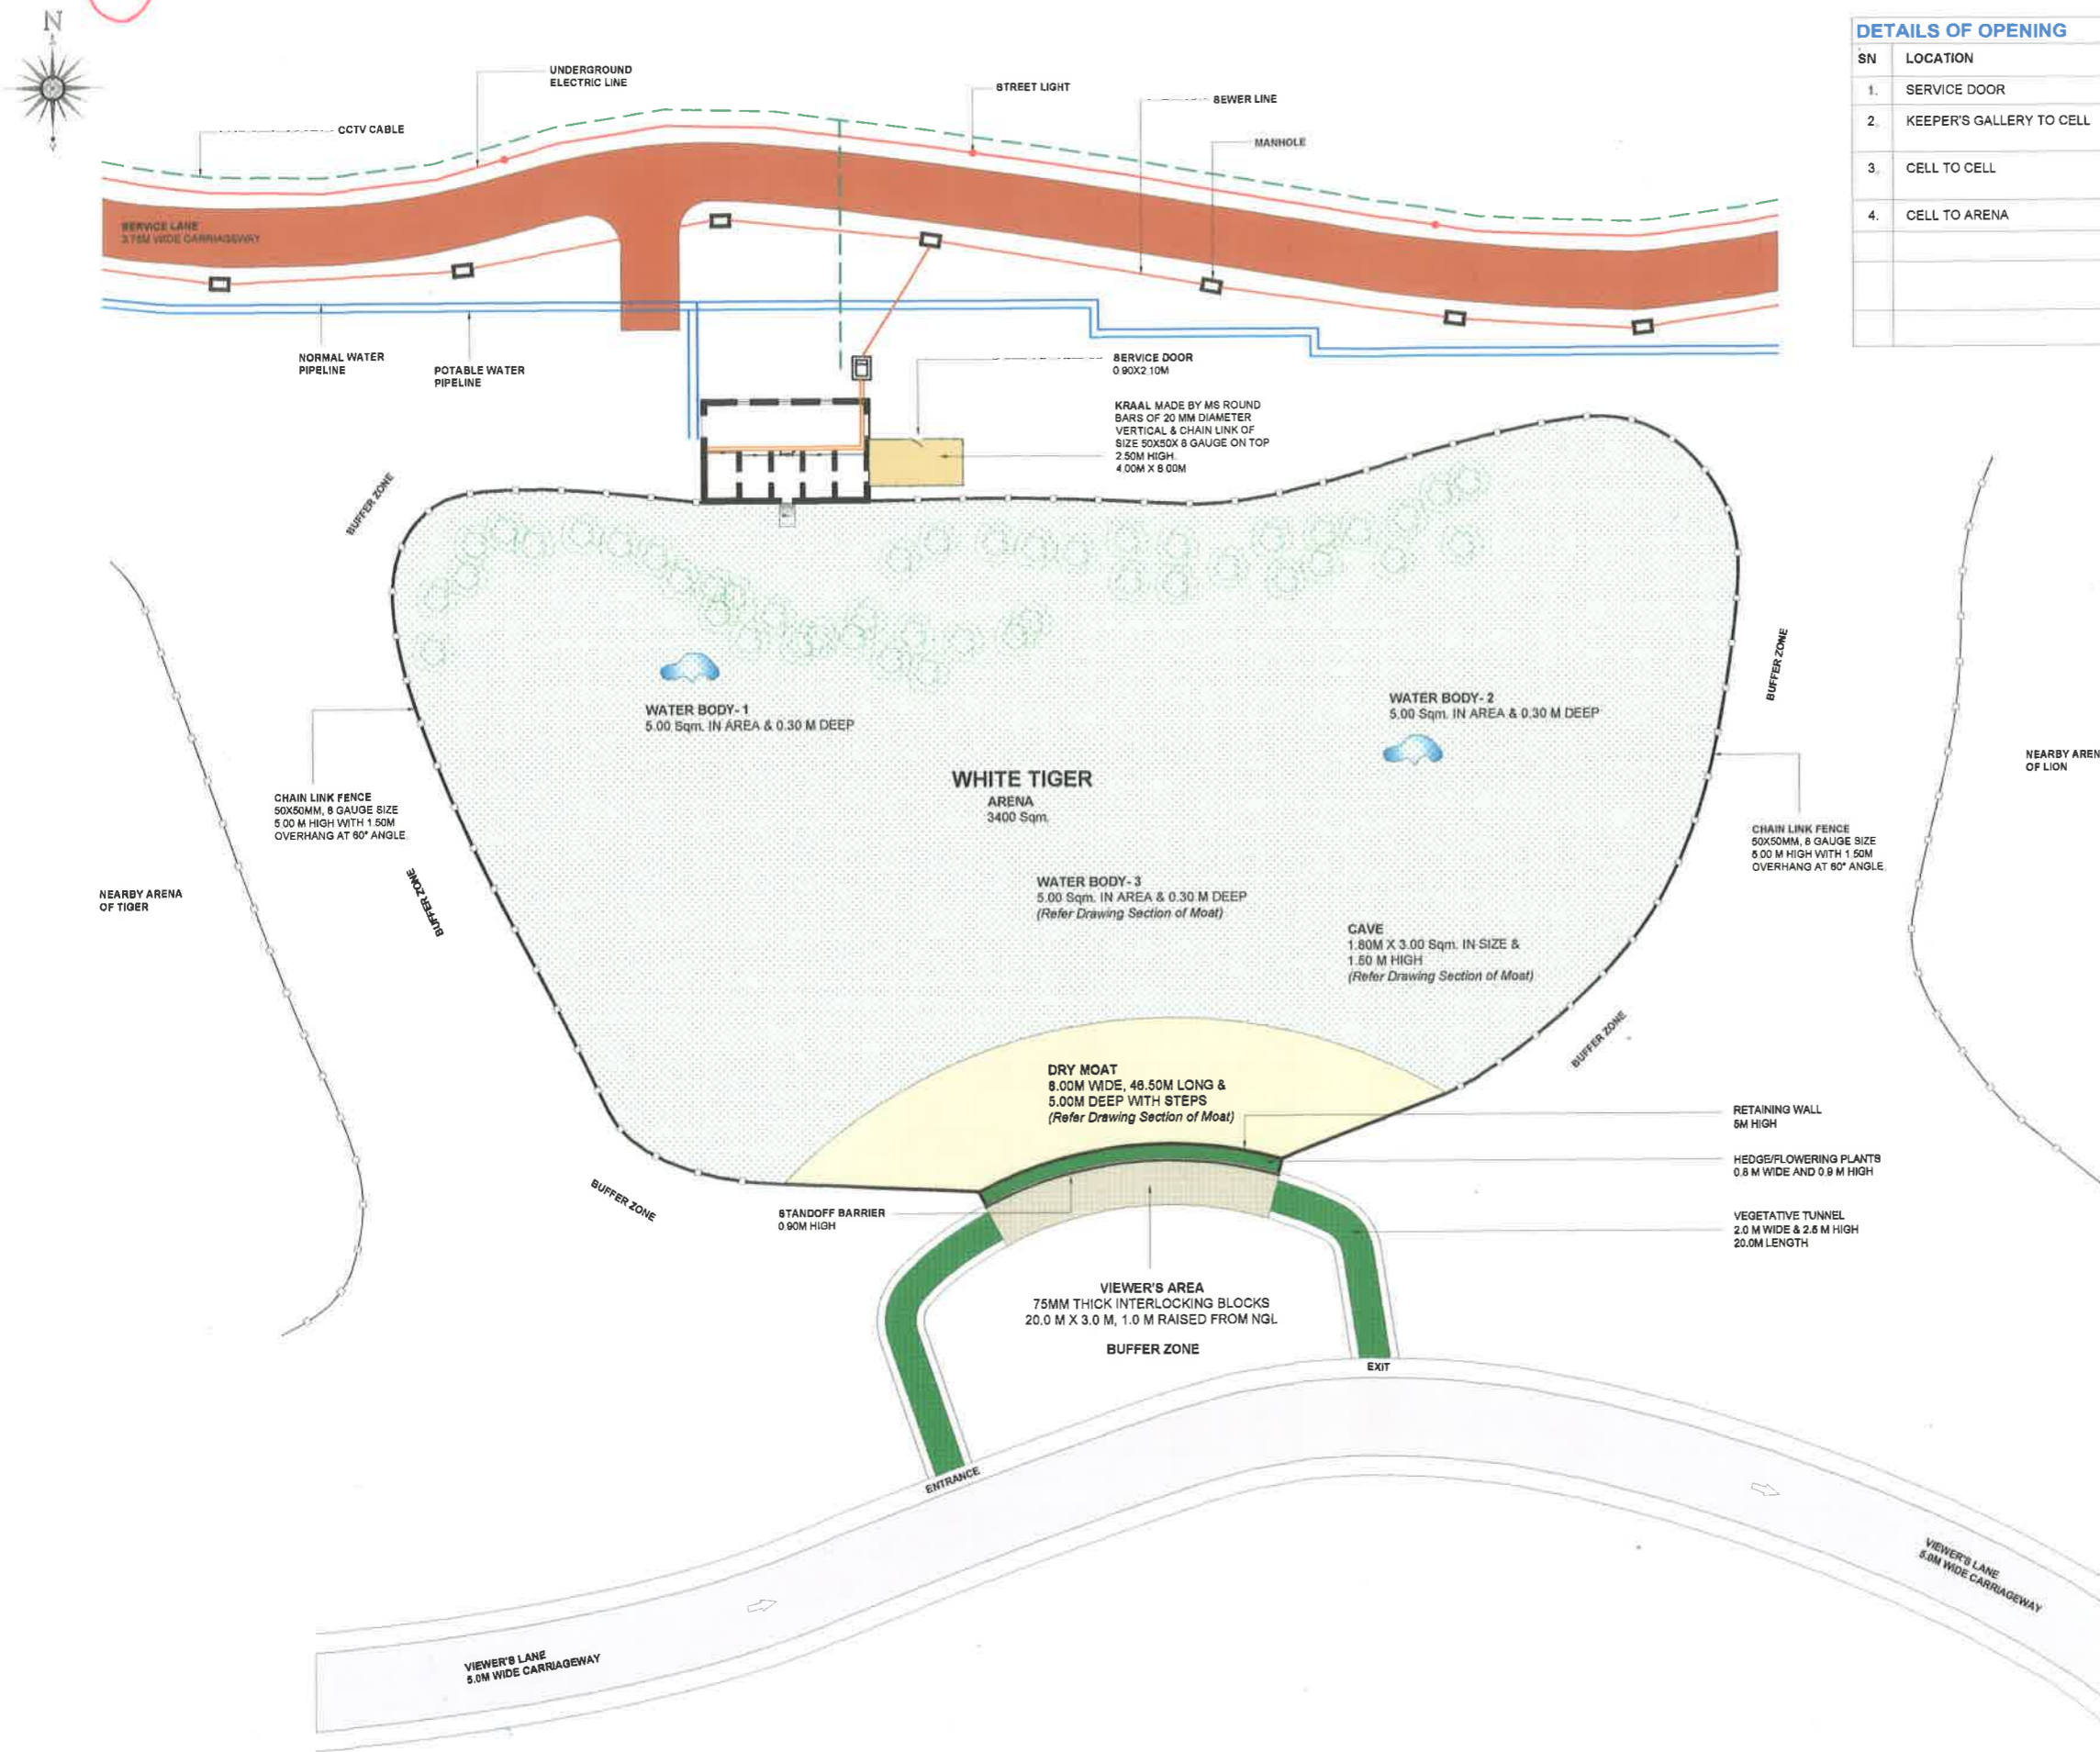 N
DETAILS OF OPENING
SN LOCATION
1. SERVICE DOOR
2. KEEPER'S GALLERY TO CELL
3. CELL TO CELL
4. CELL TO ARENA
UNDERGROUND
ELECTRIC LINE
STREET LIGHT
SEWER LINE
CCTV CABLE
MANHOLE
SERVICE LANE
3.75M WIDE CARRIAGEWAY
NORMAL WATER
PIPELINE
POTABLE WATER
PIPELINE
SERVICE DOOR
0.90X2.10M
KRAAL MADE BY MS ROUND
BARS OF 20 MM DIAMETER
VERTICAL & CHAIN LINK OF
SIZE 50X50X 8 GAUGE ON TOP
2.50M HIGH.
4.00M X 8.00M
BUFFER ZONE
BUFFER ZONE
WATER BODY- 1
5.00 Sqm. IN AREA & 0.30 M DEEP
WATER BODY- 2
5.00 Sqm. IN AREA & 0.30 M DEEP
NEARBY AREN
OF LION
WHITE TIGER
ARENA
3400 Sqm.
CHAIN LINK FENCE
50X50MM, 8 GAUGE SIZE
5.00 M HIGH WITH 1.50M
OVERHANG AT 60° ANGLE.
CHAIN LINK FENCE
50X50MM, 8 GAUGE SIZE
5.00 M HIGH WITH 1.50M
OVERHANG AT 60° ANGLE.
NEARBY ARENA
OF TIGER
BUFFER ZONE
WATER BODY- 3
5.00 Sqm. IN AREA & 0.30 M DEEP
(Refer Drawing Section of Moat)
CAVE
1.80M X 3.00 Sqm. IN SIZE &
1.50 M HIGH
(Refer Drawing Section of Moat)
BUFFER ZONE
DRY MOAT
8.00M WIDE, 46.50M LONG &
5.00M DEEP WITH STEPS
(Refer Drawing Section of Moat)
RETAINING WALL
5M HIGH
HEDGE/FLOWERING PLANTS
0.8 M WIDE AND 0.9 M HIGH
BUFFER ZONE
STANDOFF BARRIER
0.90M HIGH
VEGETATIVE TUNNEL
2.0 M WIDE & 2.5 M HIGH
20.0M LENGTH
VIEWER'S AREA
75MM THICK INTERLOCKING BLOCKS
20.0 M X 3.0 M, 1.0 M RAISED FROM NGL
BUFFER ZONE
EXIT
ENTRANCE
VIEWER'S LANE
5.0M WIDE CARRIAGEWAY
VIEWER'S LANE
5.0M WIDE CARRIAGEWAY